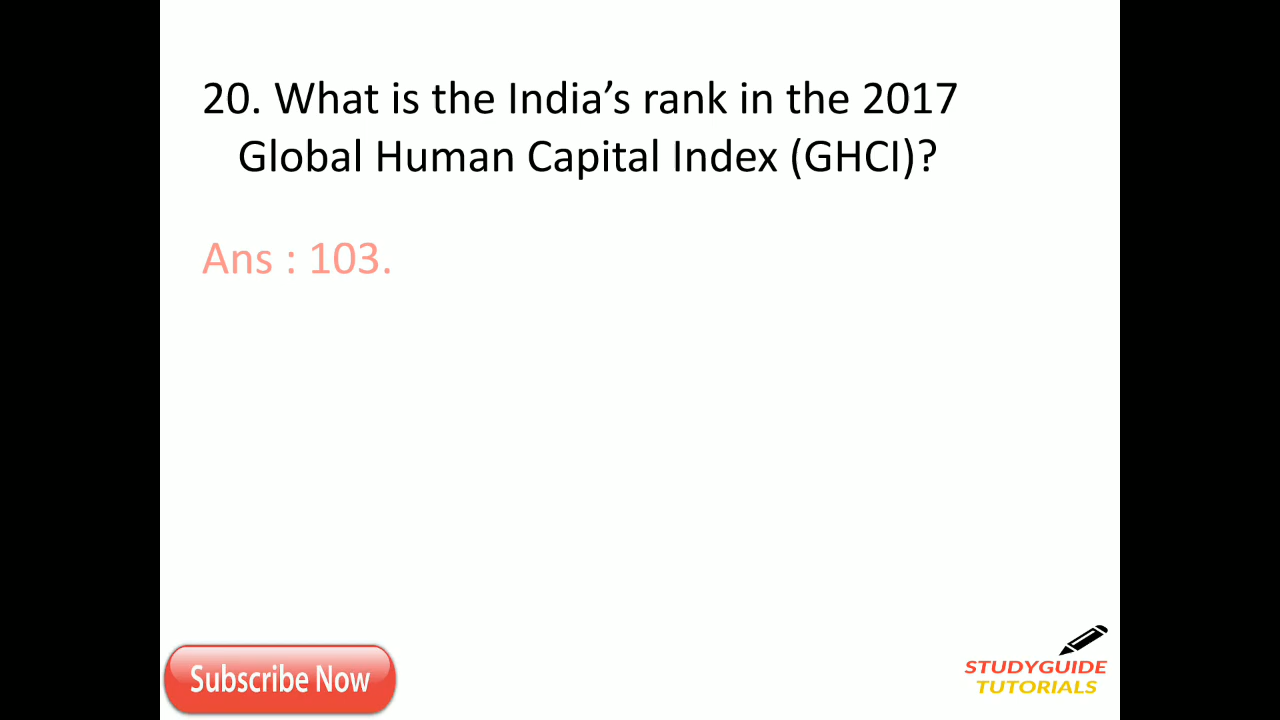 20. What is the India’s rank in the 2017
Global Human Capital Index (GHCI)?
Ans : 103.
Subscribe Now
STUDYGUIDE
TUTORIALS